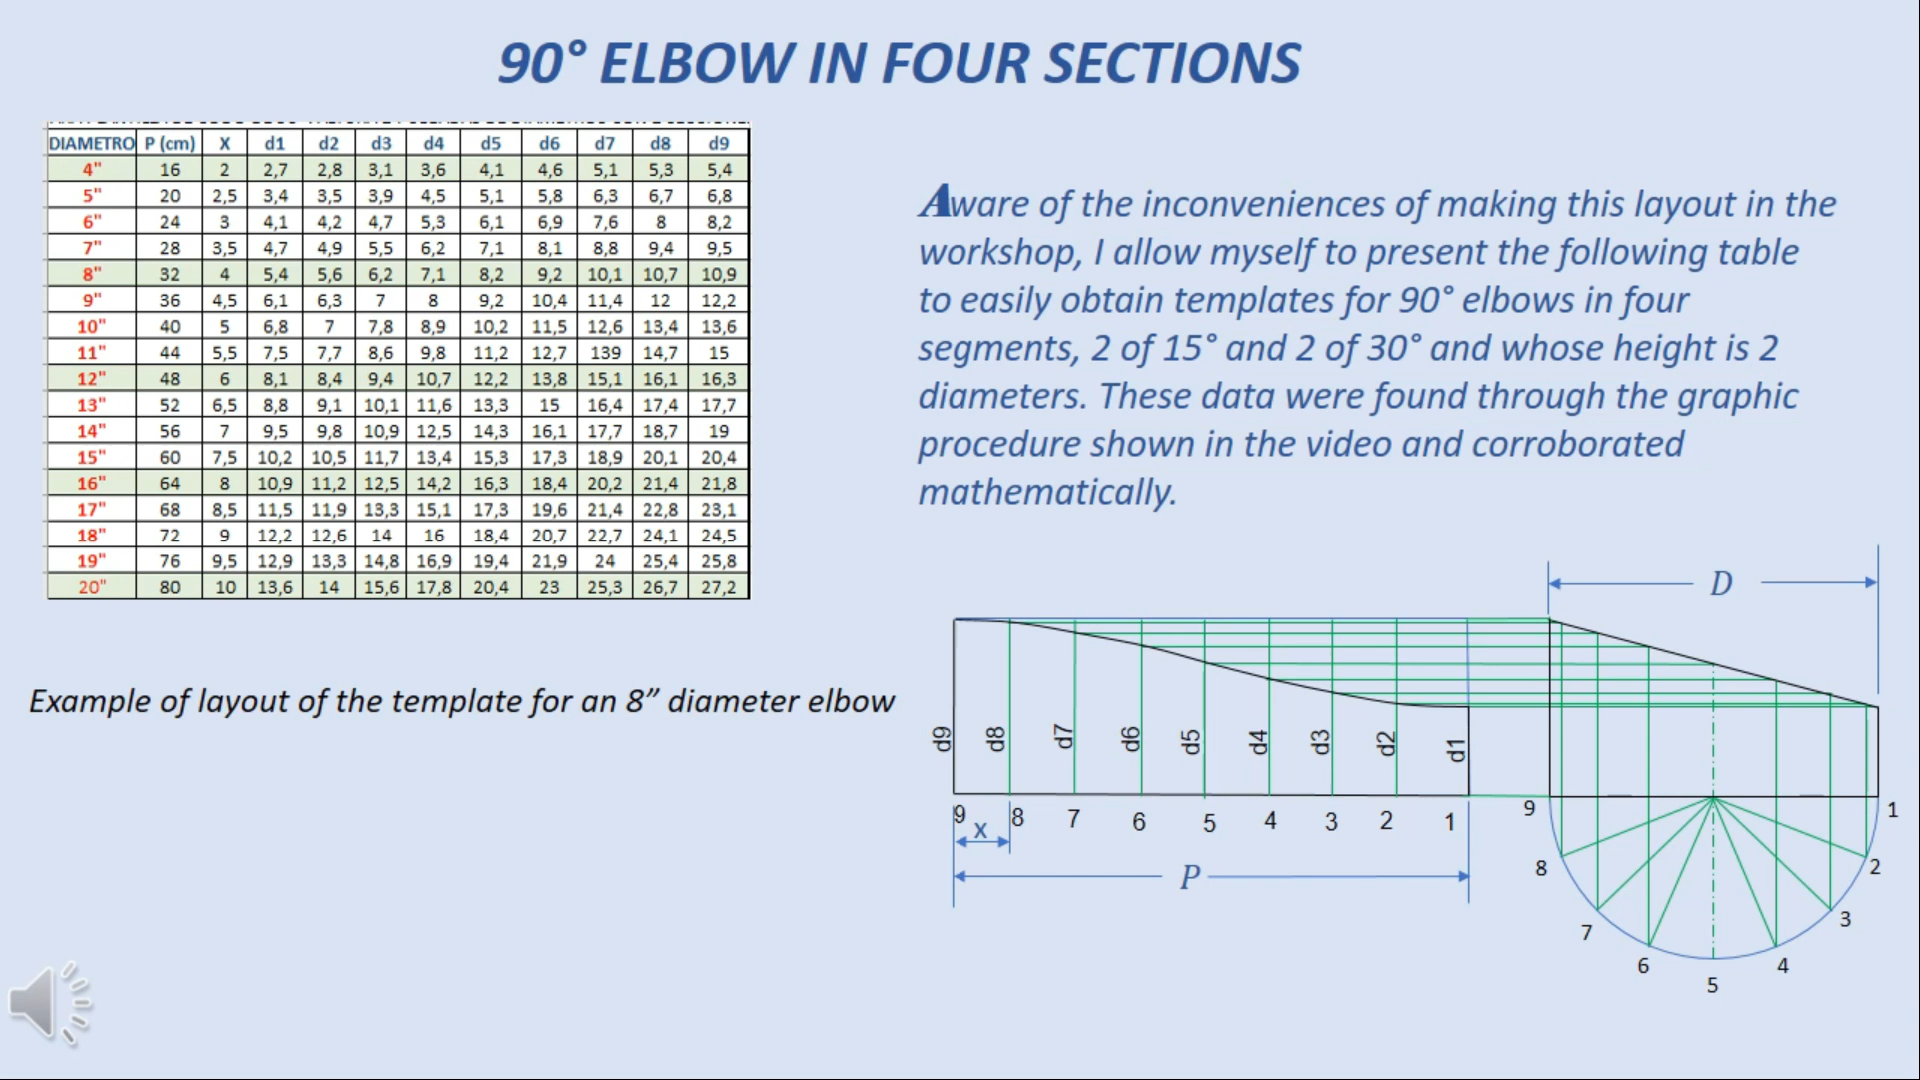 90° ELBOW IN FOUR SECTIONS
DIAMETRO P (cm) X d1 d2 d3 d4 d5 d6 d7 d8 d9
4" 16 2 2,7 2,8 3,1 3,6 4,1 4,6 5,1 5,3 5,4
5" 20 2,5 3,4 3,5 3,9 4,5 5,1 5,8 6,3 6,7 6,8
6" 24 3 4,1 4,2 4,7 5,3 6,1 6,9 7,6 8 8,2
7" 28 3,5 4,7 4,9 5,5 6,2 7,1 8,1 8,8 9,4 9,5
8" 32 4 5,4 5,6 6,2 7,1 8,2 9,2 10,1 10,7 10,9
9" 36 4,5 6,1 6,3 7 8 9,2 10,4 11,4 12 12,2
10" 40 5 6,8 7 7,8 8,9 10,2 11,5 12,6 13,4 13,6
11" 44 5,5 7,5 7,7 8,6 9,8 11,2 12,7 139 14,7 15
12" 48 6 8,1 8,4 9,4 10,7 12,2 13,8 15,1 16,1 16,3
13" 52 6,5 8,8 9,1 10,1 11,6 13,3 15 16,4 17,4 17,7
14" 56 7 9,5 9,8 10,9 12,5 14,3 16,1 17,7 18,7 19
15" 60 7,5 10,2 10,5 11,7 13,4 15,3 17,3 18,9 20,1 20,4
16" 64 8 10,9 11,2 12,5 14,2 16,3 18,4 20,2 21,4 21,8
17" 68 8,5 11,5 11,9 13,3 15,1 17,3 19,6 21,4 22,8 23,1
18" 72 9 12,2 12,6 14 16 18,4 20,7 22,7 24,1 24,5
19" 76 9,5 12,9 13,3 14,8 16,9 19,4 21,9 24 25,4 25,8
20" 80 10 13,6 14 15,6 17,8 20,4 23 25,3 26,7 27,2
Aware of the inconveniences of making this layout in the
workshop, I allow myself to present the following table
to easily obtain templates for 90° elbows in four
segments, 2 of 15° and 2 of 30° and whose height is 2
diameters. These data were found through the graphic
procedure shown in the video and corroborated
mathematically.
Example of layout of the template for an 8” diameter elbow
D
d9 d8 d7 d6 d5 d4 d3 d2 d1
9 8 7 6 5 4 3 2 1
x
P
9 1
8 2
7 3
6 4
5